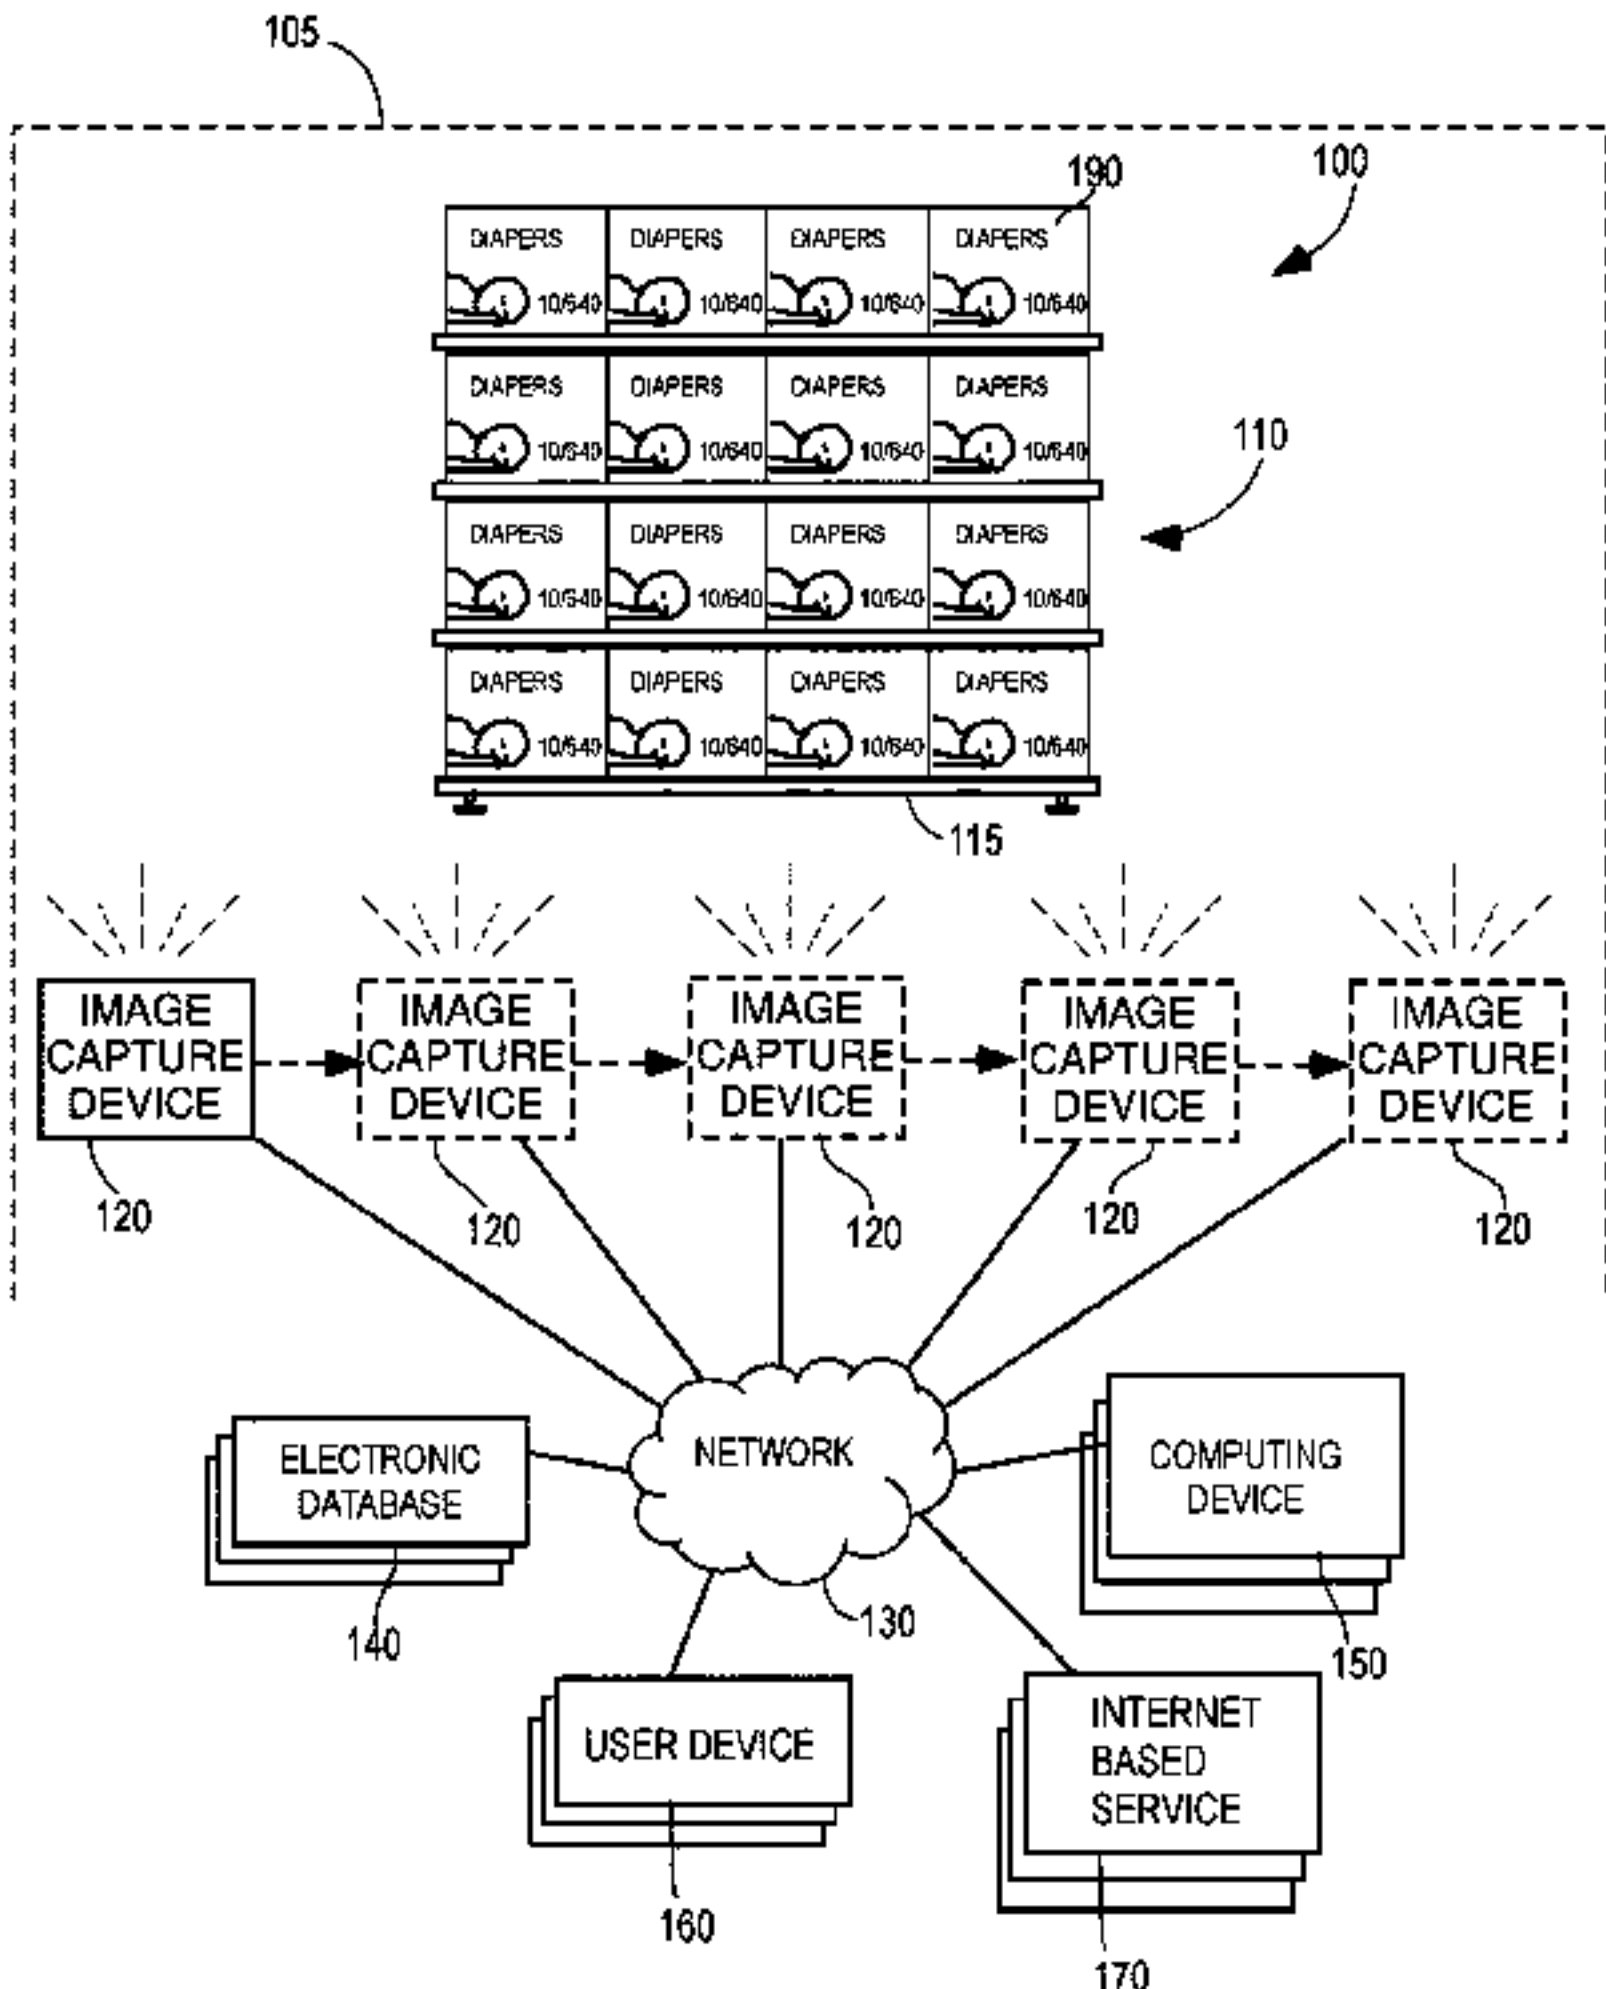 105
100
190
DIAPERS DIAPERS DIAPERS DIAPERS
10/640 10/640 10/640 10/640
DIAPERS DIAPERS DIAPERS DIAPERS
10/640 10/640 10/640 10/640
110
DIAPERS DIAPERS DIAPERS DIAPERS
10/640 10/640 10/640 10/640
DIAPERS DIAPERS DIAPERS DIAPERS
10/640 10/640 10/640 10/640
115
IMAGE CAPTURE DEVICE
120
IMAGE CAPTURE DEVICE
120
IMAGE CAPTURE DEVICE
120
IMAGE CAPTURE DEVICE
120
IMAGE CAPTURE DEVICE
120
NETWORK
130
ELECTRONIC
DATABASE
140
COMPUTING
DEVICE
150
USER DEVICE
160
INTERNET
BASED
SERVICE
170